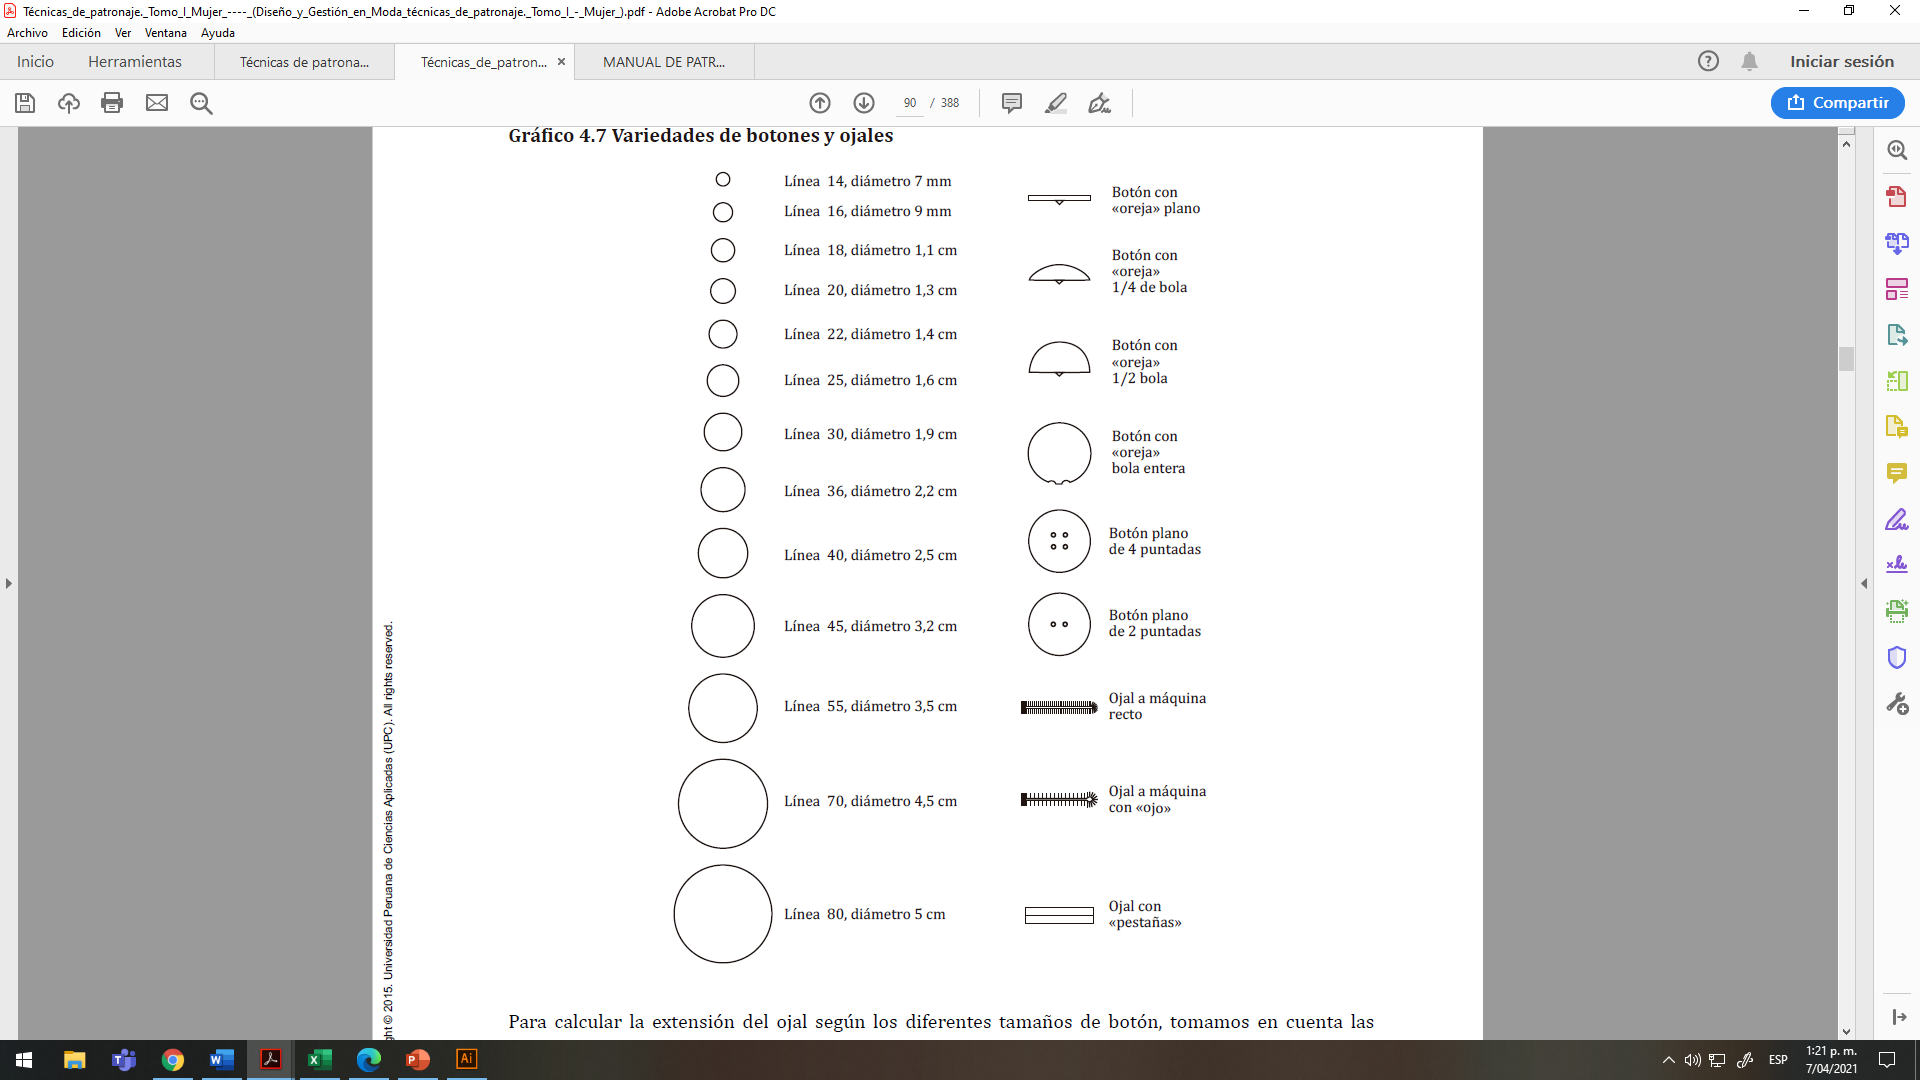 Técnicas_de_patronaje._Tomo_I_Mujer_----_(Diseño_y_Gestión_en_Moda_técnicas_de_patronaje._Tomo_I_-_Mujer_).pdf - Adobe Acrobat Pro DC
Archivo Edición Ver Ventana Ayuda
Inicio Herramientas Técnicas de patrona... Técnicas_de_patron... × MANUAL DE PATR... Iniciar sesión
90 / 388 Compartir
Gráfico 4.7 Variedades de botones y ojales
Línea 14, diámetro 7 mm
Línea 16, diámetro 9 mm
Línea 18, diámetro 1,1 cm
Línea 20, diámetro 1,3 cm
Línea 22, diámetro 1,4 cm
Línea 25, diámetro 1,6 cm
Línea 30, diámetro 1,9 cm
Línea 36, diámetro 2,2 cm
Línea 40, diámetro 2,5 cm
Línea 45, diámetro 3,2 cm
Línea 55, diámetro 3,5 cm
Línea 70, diámetro 4,5 cm
Línea 80, diámetro 5 cm
Botón con
«oreja» plano
Botón con
«oreja»
1/4 de bola
Botón con
«oreja»
1/2 bola
Botón con
«oreja»
bola entera
Botón plano
de 4 puntadas
Botón plano
de 2 puntadas
Ojal a máquina
recto
Ojal a máquina
con «ojo»
Ojal con
«pestañas»
ght © 2015. Universidad Peruana de Ciencias Aplicadas (UPC). All rights reserved.
Para calcular la extensión del ojal según los diferentes tamaños de botón, tomamos en cuenta las
ESP
1:21 p. m.
7/04/2021